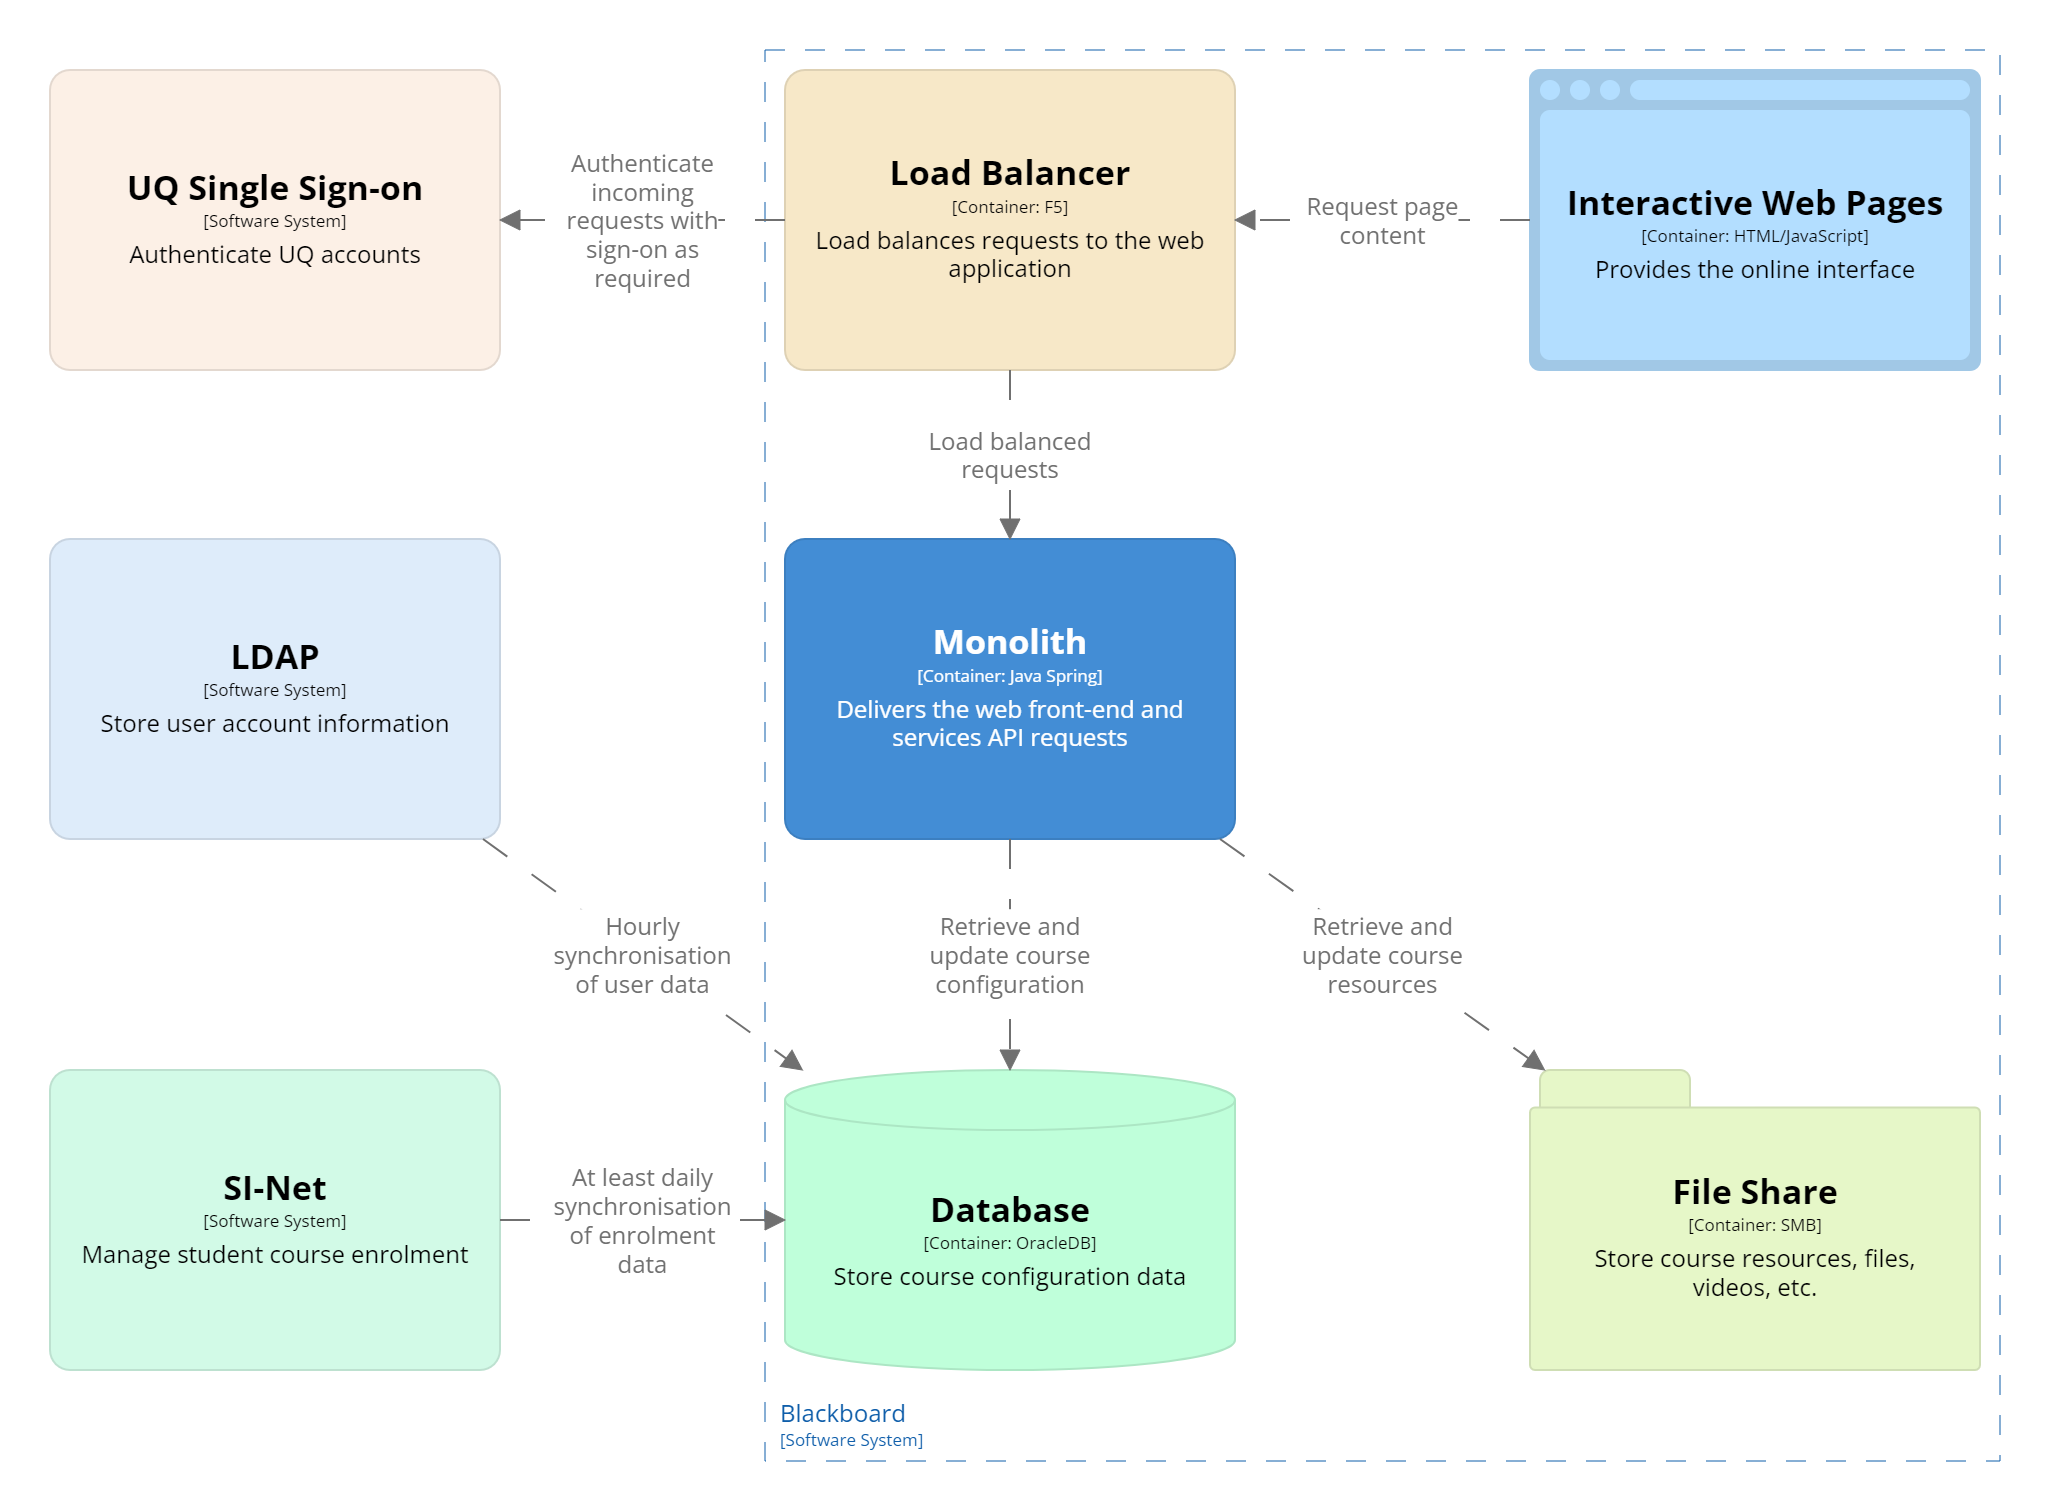 UQ Single Sign-on
[Software System]
Authenticate UQ accounts
Authenticate
incoming
requests with
sign-on as
required
Load Balancer
[Container: F5]
Load balances requests to the web
application
Request page
content
Interactive Web Pages
[Container: HTML/JavaScript]
Provides the online interface
Load balanced
requests
LDAP
[Software System]
Store user account information
Monolith
[Container: Java Spring]
Delivers the web front-end and
services API requests
Hourly
synchronisation
of user data
Retrieve and
update course
configuration
Retrieve and
update course
resources
SI-Net
[Software System]
Manage student course enrolment
At least daily
synchronisation
of enrolment
data
Database
[Container: OracleDB]
Store course configuration data
File Share
[Container: SMB]
Store course resources, files,
videos, etc.
Blackboard
[Software System]